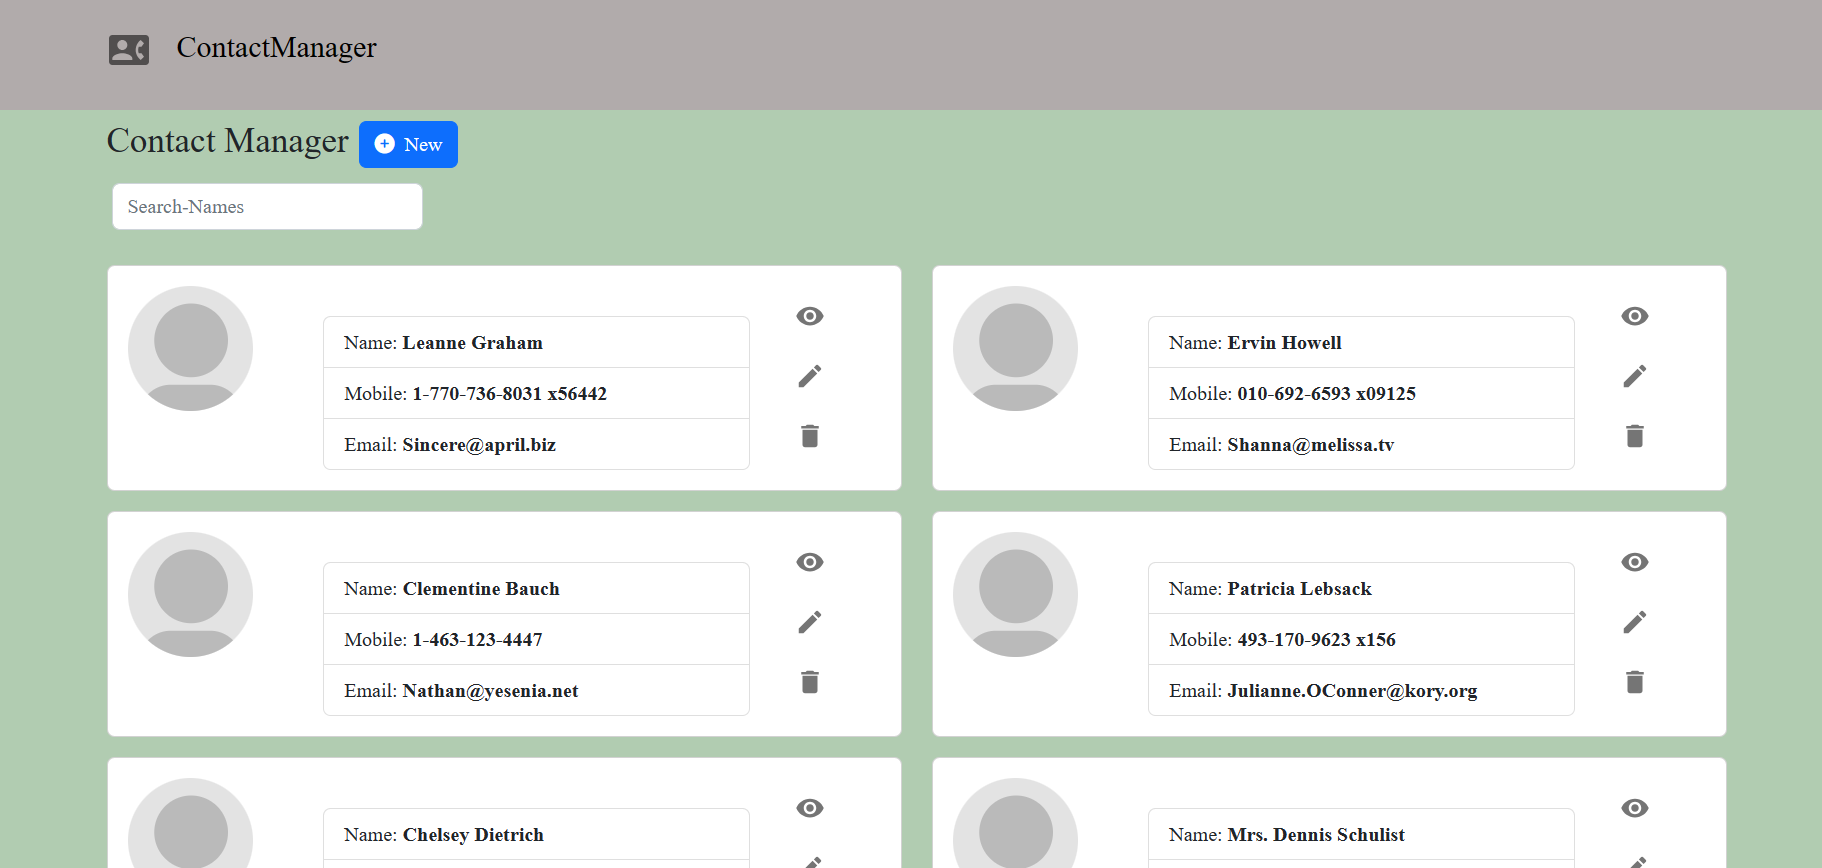 ContactManager
Contact Manager New
Search-Names
Name: Leanne Graham
Mobile: 1-770-736-8031 x56442
Email: Sincere@april.biz
Name: Ervin Howell
Mobile: 010-692-6593 x09125
Email: Shanna@melissa.tv
Name: Clementine Bauch
Mobile: 1-463-123-4447
Email: Nathan@yesenia.net
Name: Patricia Lebsack
Mobile: 493-170-9623 x156
Email: Julianne.OConner@kory.org
Name: Chelsey Dietrich
Name: Mrs. Dennis Schulist